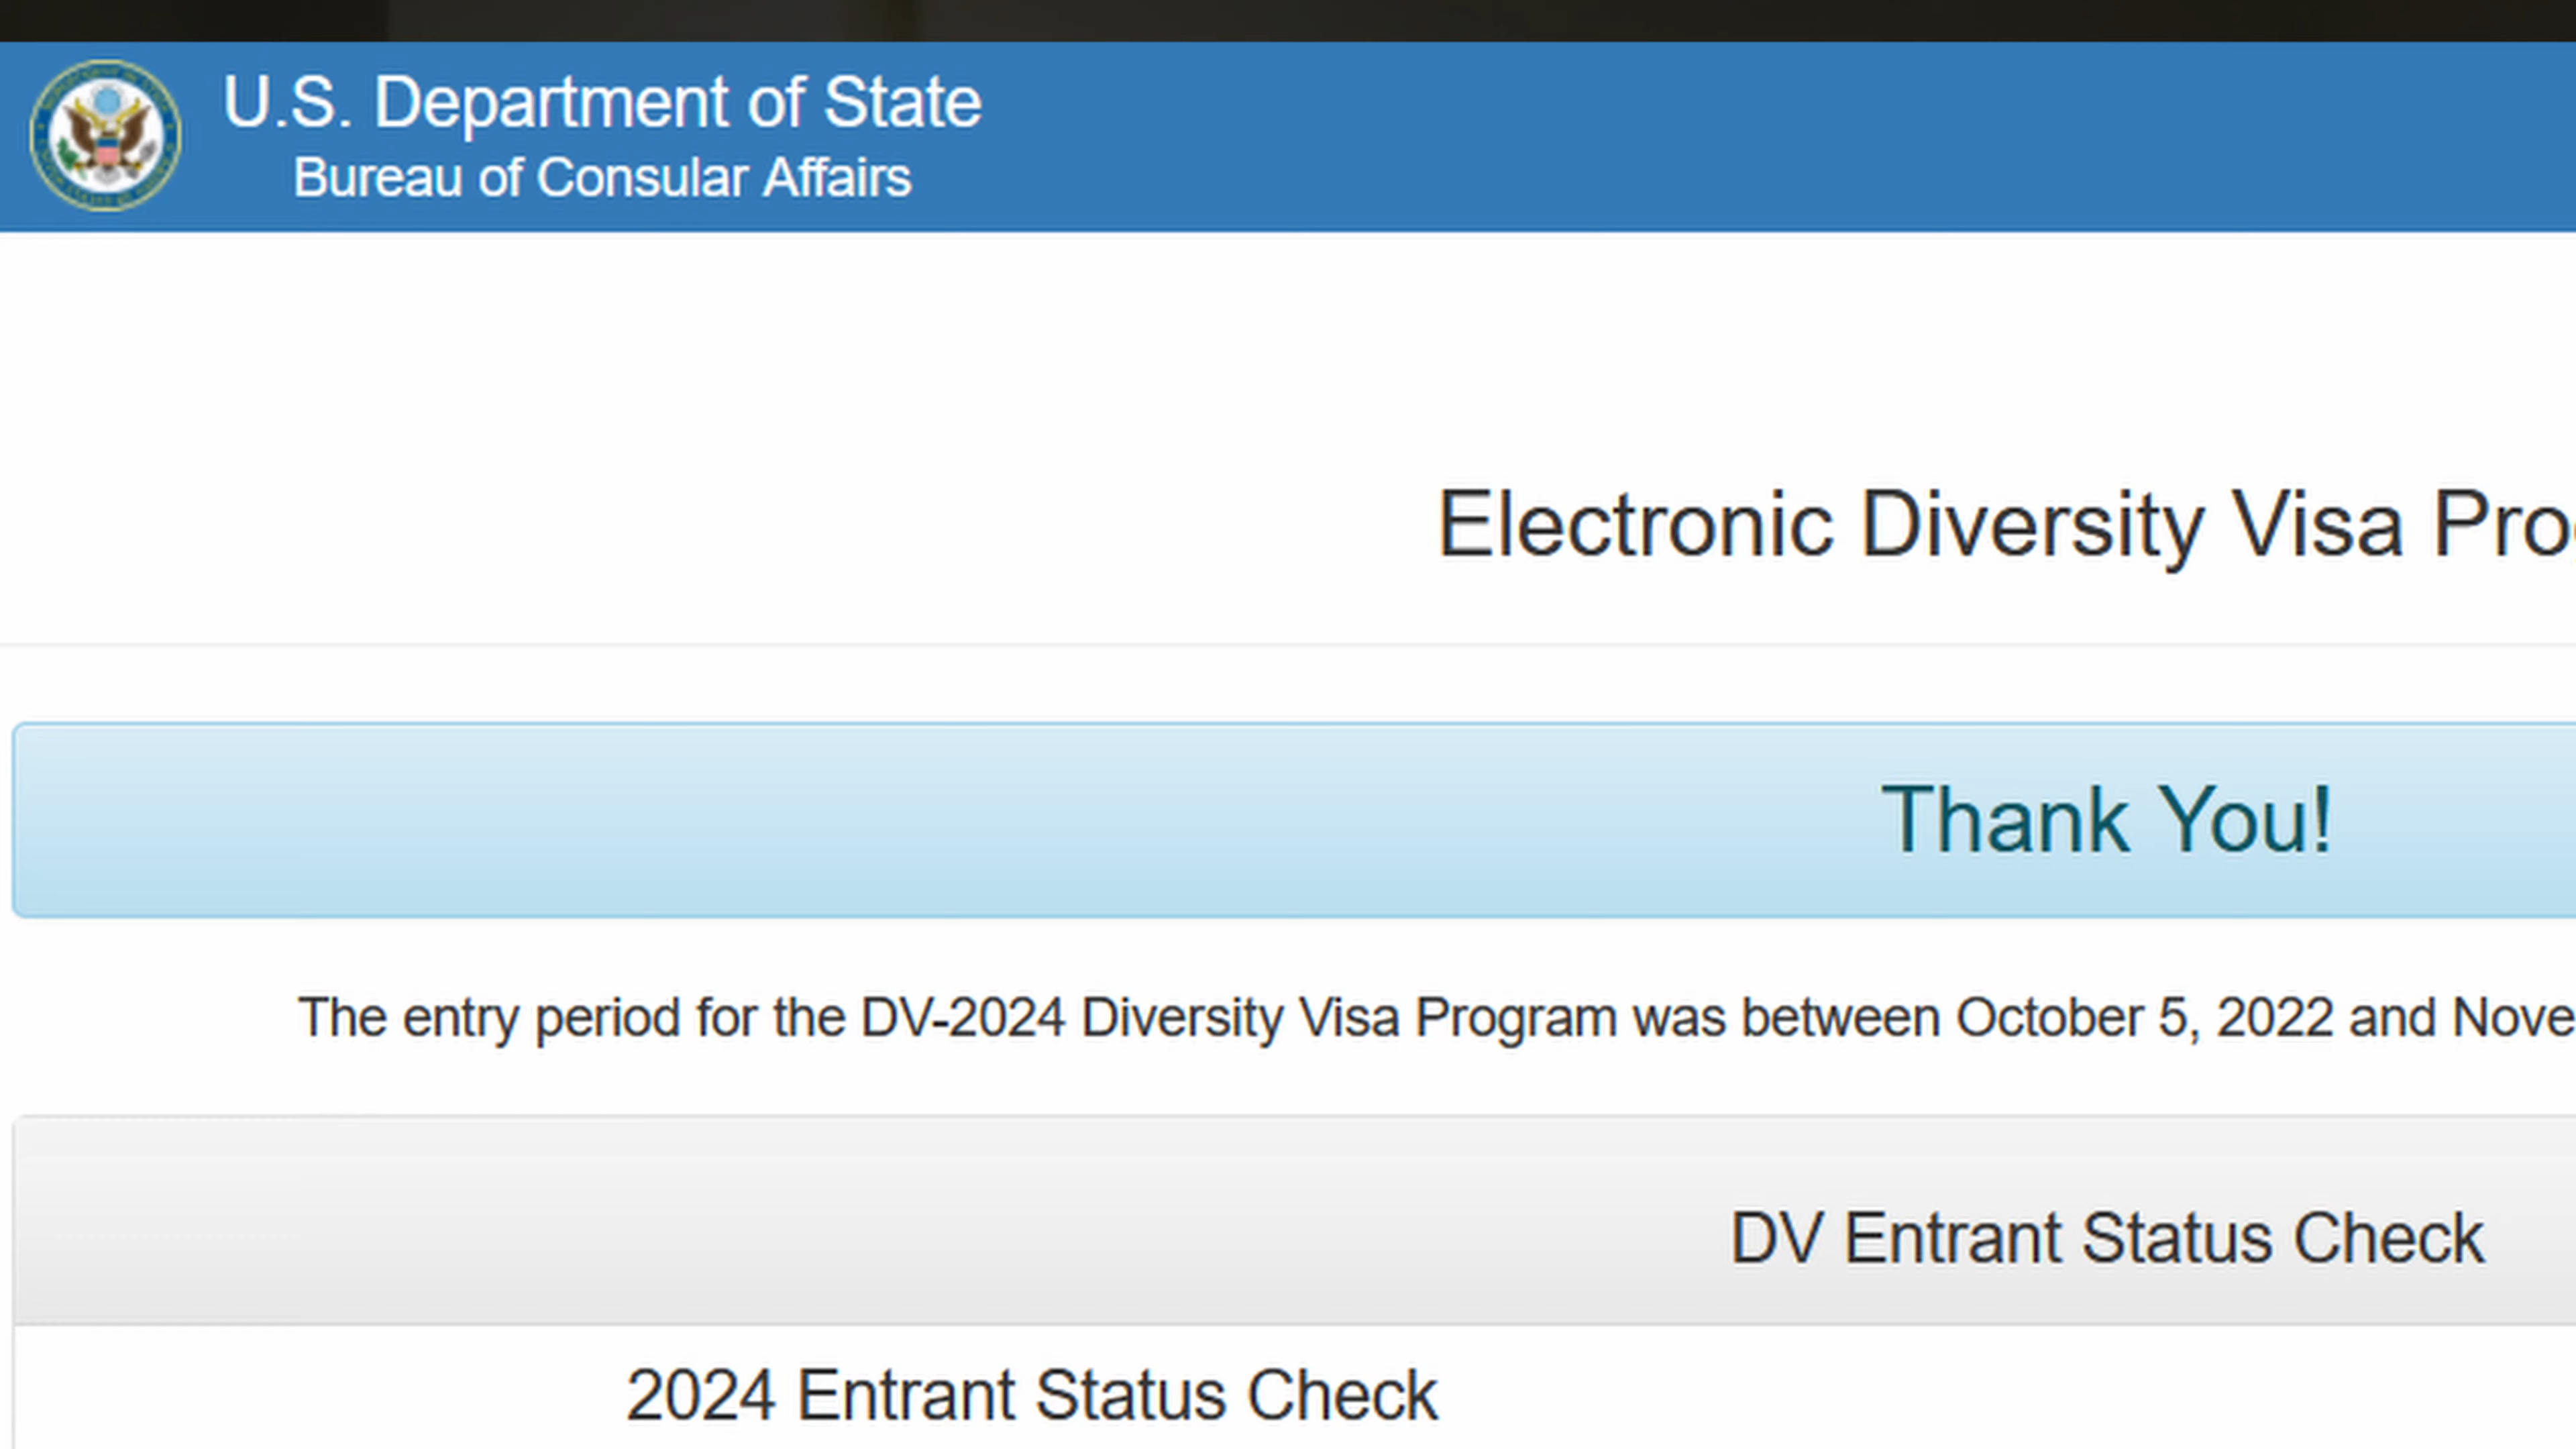 U.S. Department of State
Bureau of Consular Affairs
Electronic Diversity Visa Pro
Thank You!
The entry period for the DV-2024 Diversity Visa Program was between October 5, 2022 and Nove
DV Entrant Status Check
2024 Entrant Status Check